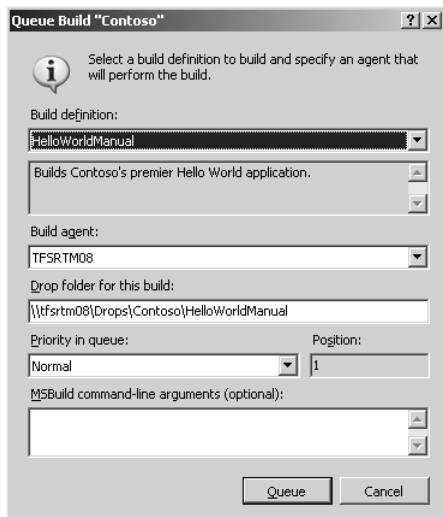 Queue Build "Contoso"
Select a build definition to build and specify an agent that
will perform the build.
Build definition:
HelloWorldManual
Builds Contoso's premier Hello World application.
Build agent:
TFSRTM08
Drop folder for this build:
\\tfsrtm08\Drops\Contoso\HelloWorldManual
Priority in queue:
Position:
Normal
1
MSBuild command-line arguments (optional):
Queue
Cancel